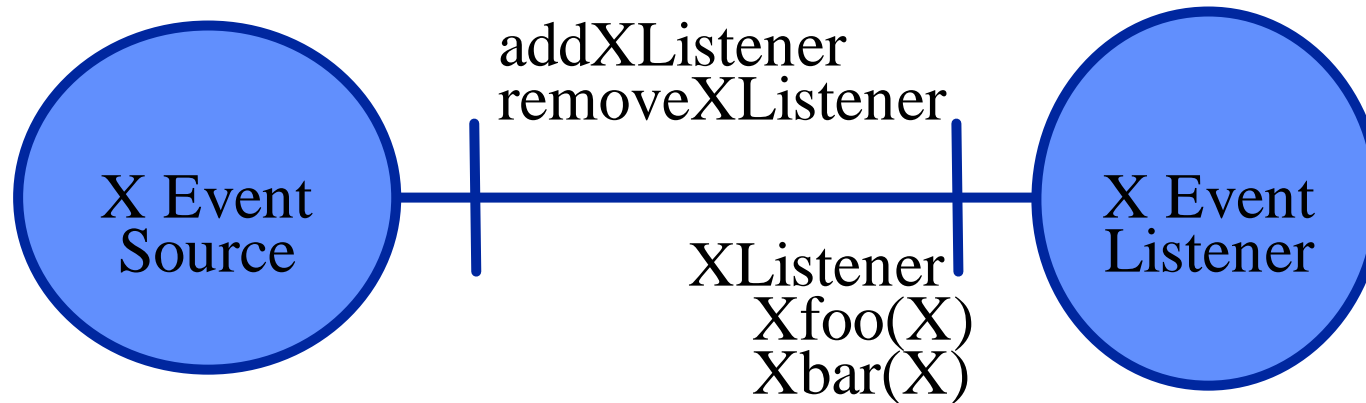 addXListener
removeXListener
X Event
Source
X Event
Listener
XListener
Xfoo(X)
Xbar(X)